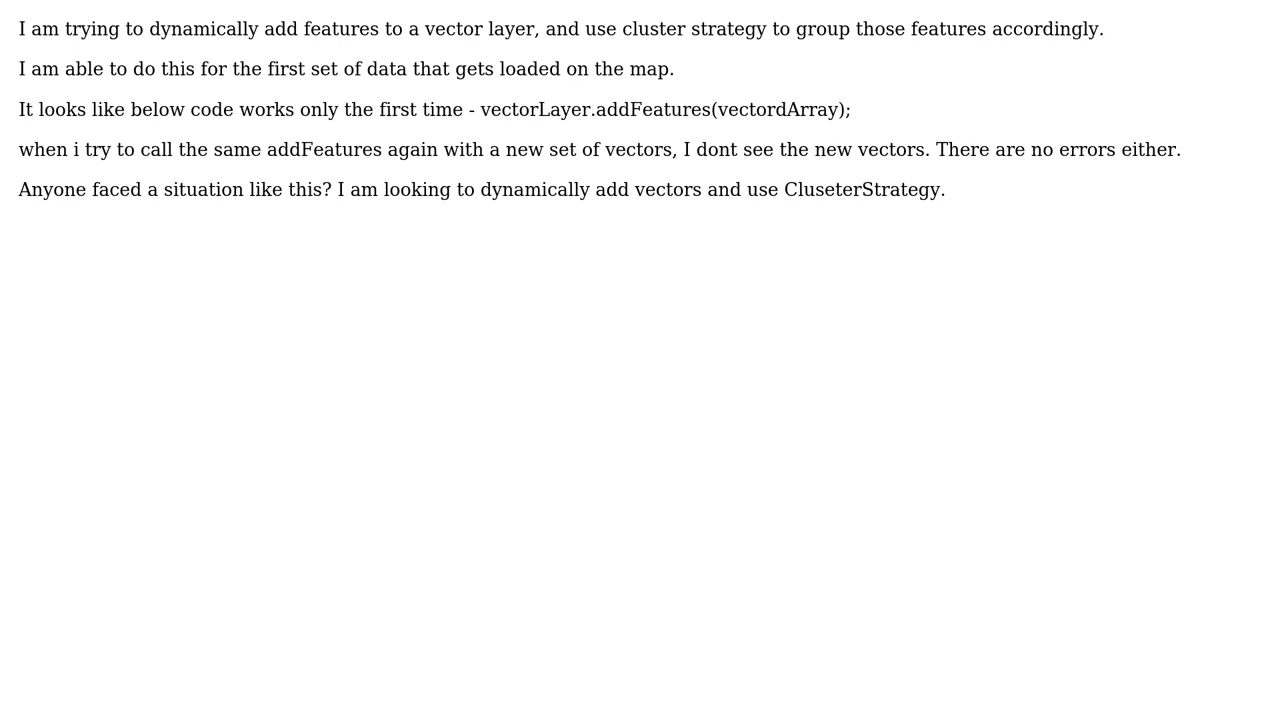 I am trying to dynamically add features to a vector layer, and use cluster strategy to group those features accordingly.
I am able to do this for the first set of data that gets loaded on the map.
It looks like below code works only the first time - vectorLayer.addFeatures(vectordArray);
when i try to call the same addFeatures again with a new set of vectors, I dont see the new vectors. There are no errors either.
Anyone faced a situation like this? I am looking to dynamically add vectors and use CluseterStrategy.